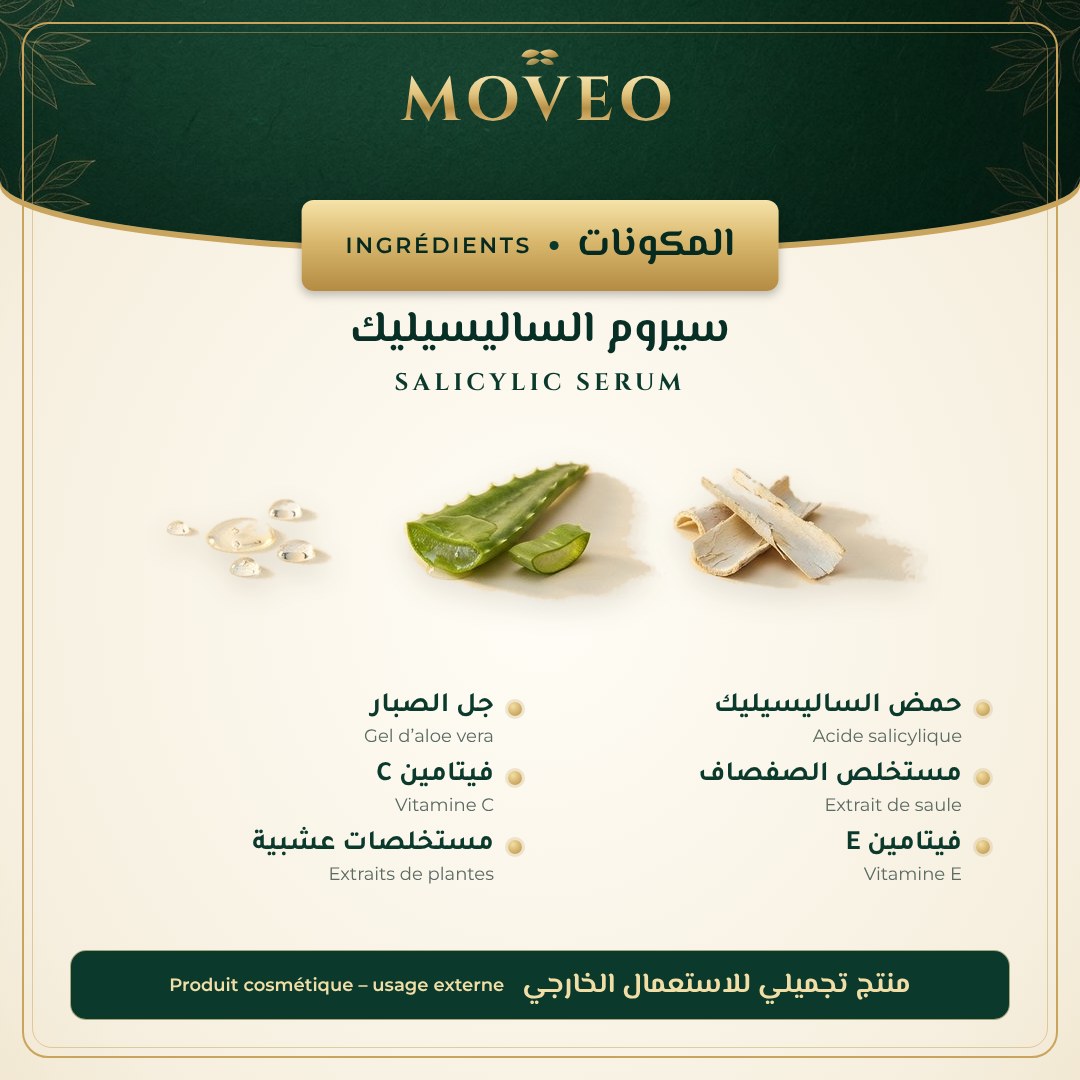 MOVEO
المكونات • INGRÉDIENTS
سيروم الساليسيليك
SALICYLIC SERUM
حمض الساليسيليك
Acide salicylique
مستخلص الصفصاف
Extrait de saule
فيتامين E
Vitamine E
جل الصبار
Gel d’aloe vera
فيتامين C
Vitamine C
مستخلصات عشبية
Extraits de plantes
منتج تجميلي للاستعمال الخارجي Produit cosmétique – usage externe